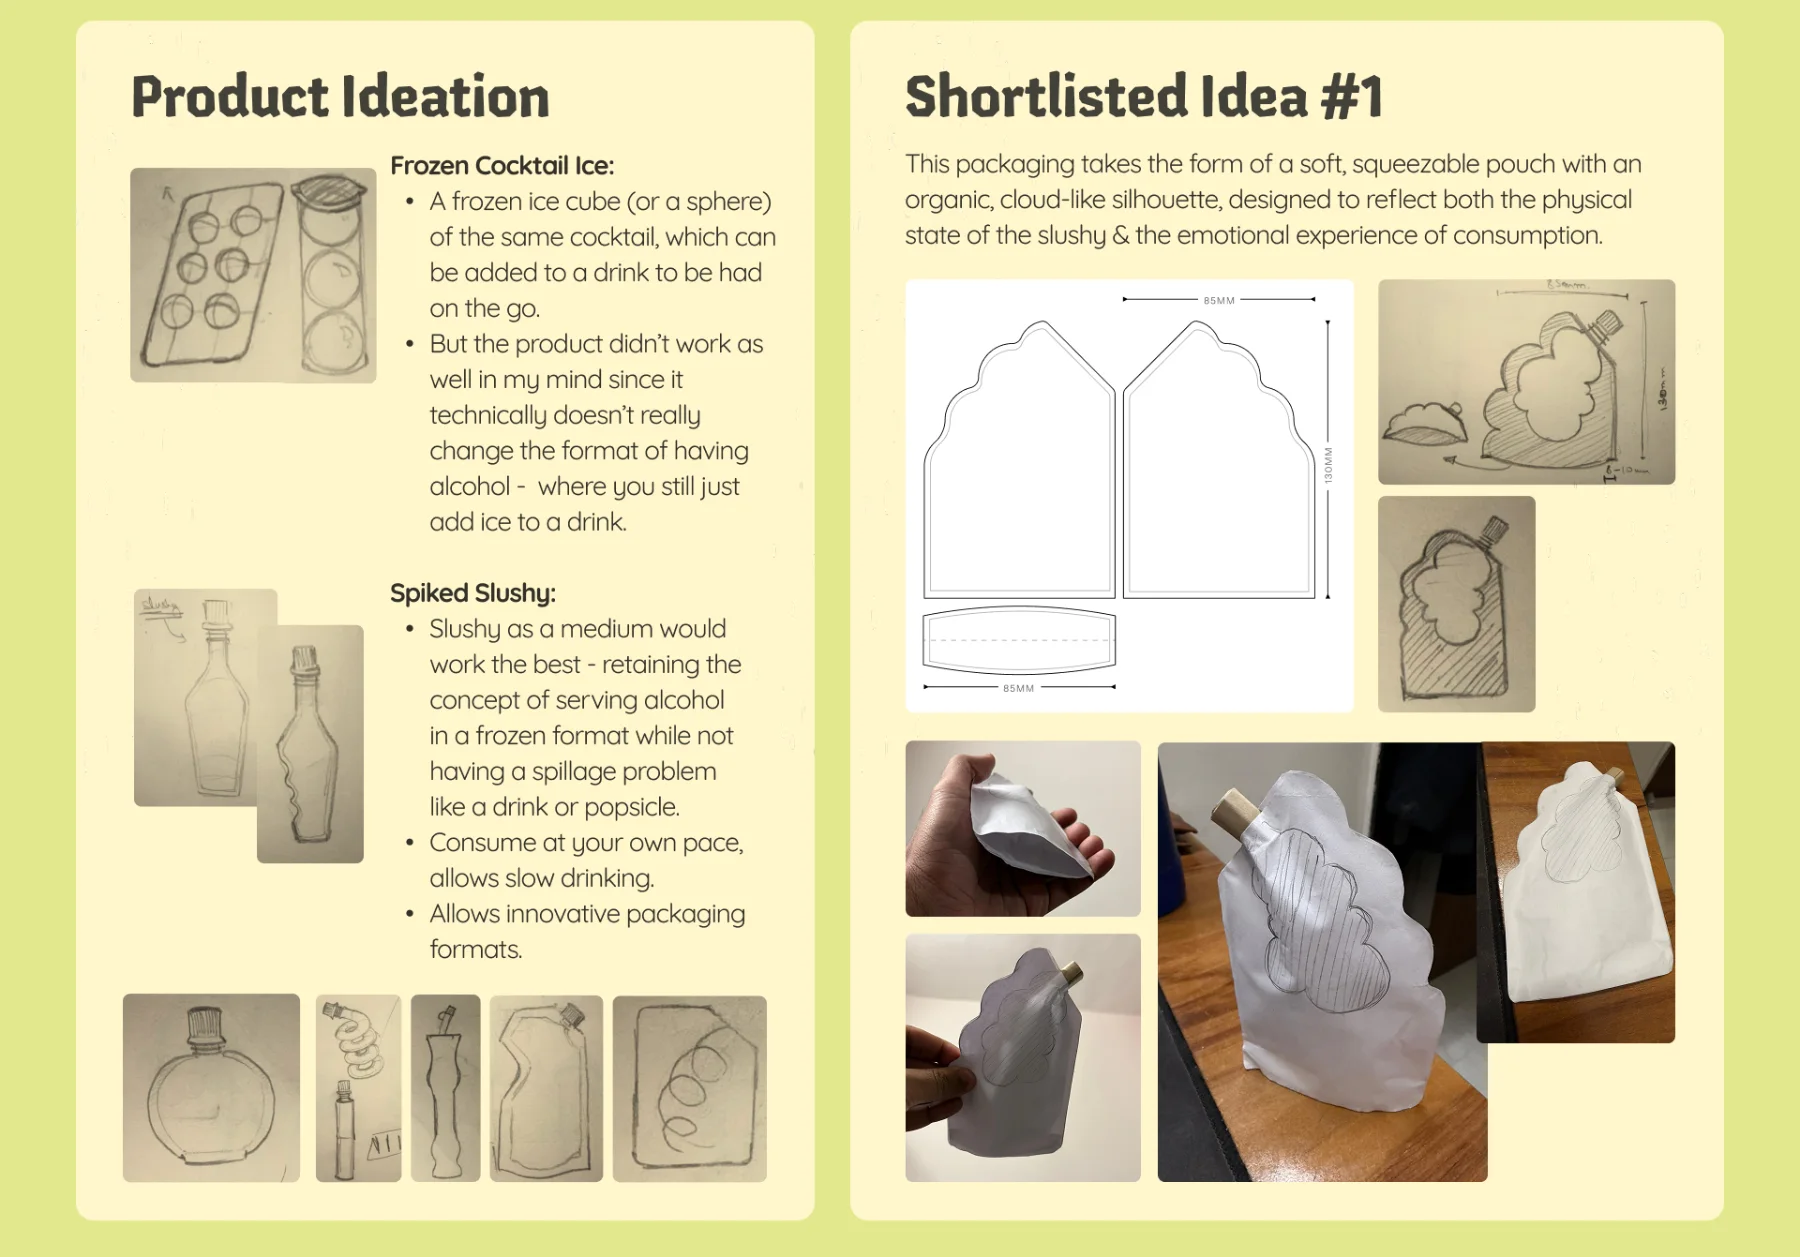 Product Ideation
Frozen Cocktail Ice:
• A frozen ice cube (or a sphere)
of the same cocktail, which can
be added to a drink to be had
on the go.
• But the product didn't work as
well in my mind since it
technically doesn't really
change the format of having
alcohol -  where you still just
add ice to a drink.
Spiked Slushy:
• Slushy as a medium would
work the best - retaining the
concept of serving alcohol
in a frozen format while not
having a spillage problem
like a drink or popsicle.
• Consume at your own pace,
allows slow drinking.
• Allows innovative packaging
formats.
slushy
Shortlisted Idea #1
This packaging takes the form of a soft, squeezable pouch with an
organic, cloud-like silhouette, designed to reflect both the physical
state of the slushy & the emotional experience of consumption.
85MM
130MM
85MM
85mm
130mm
8-10mm